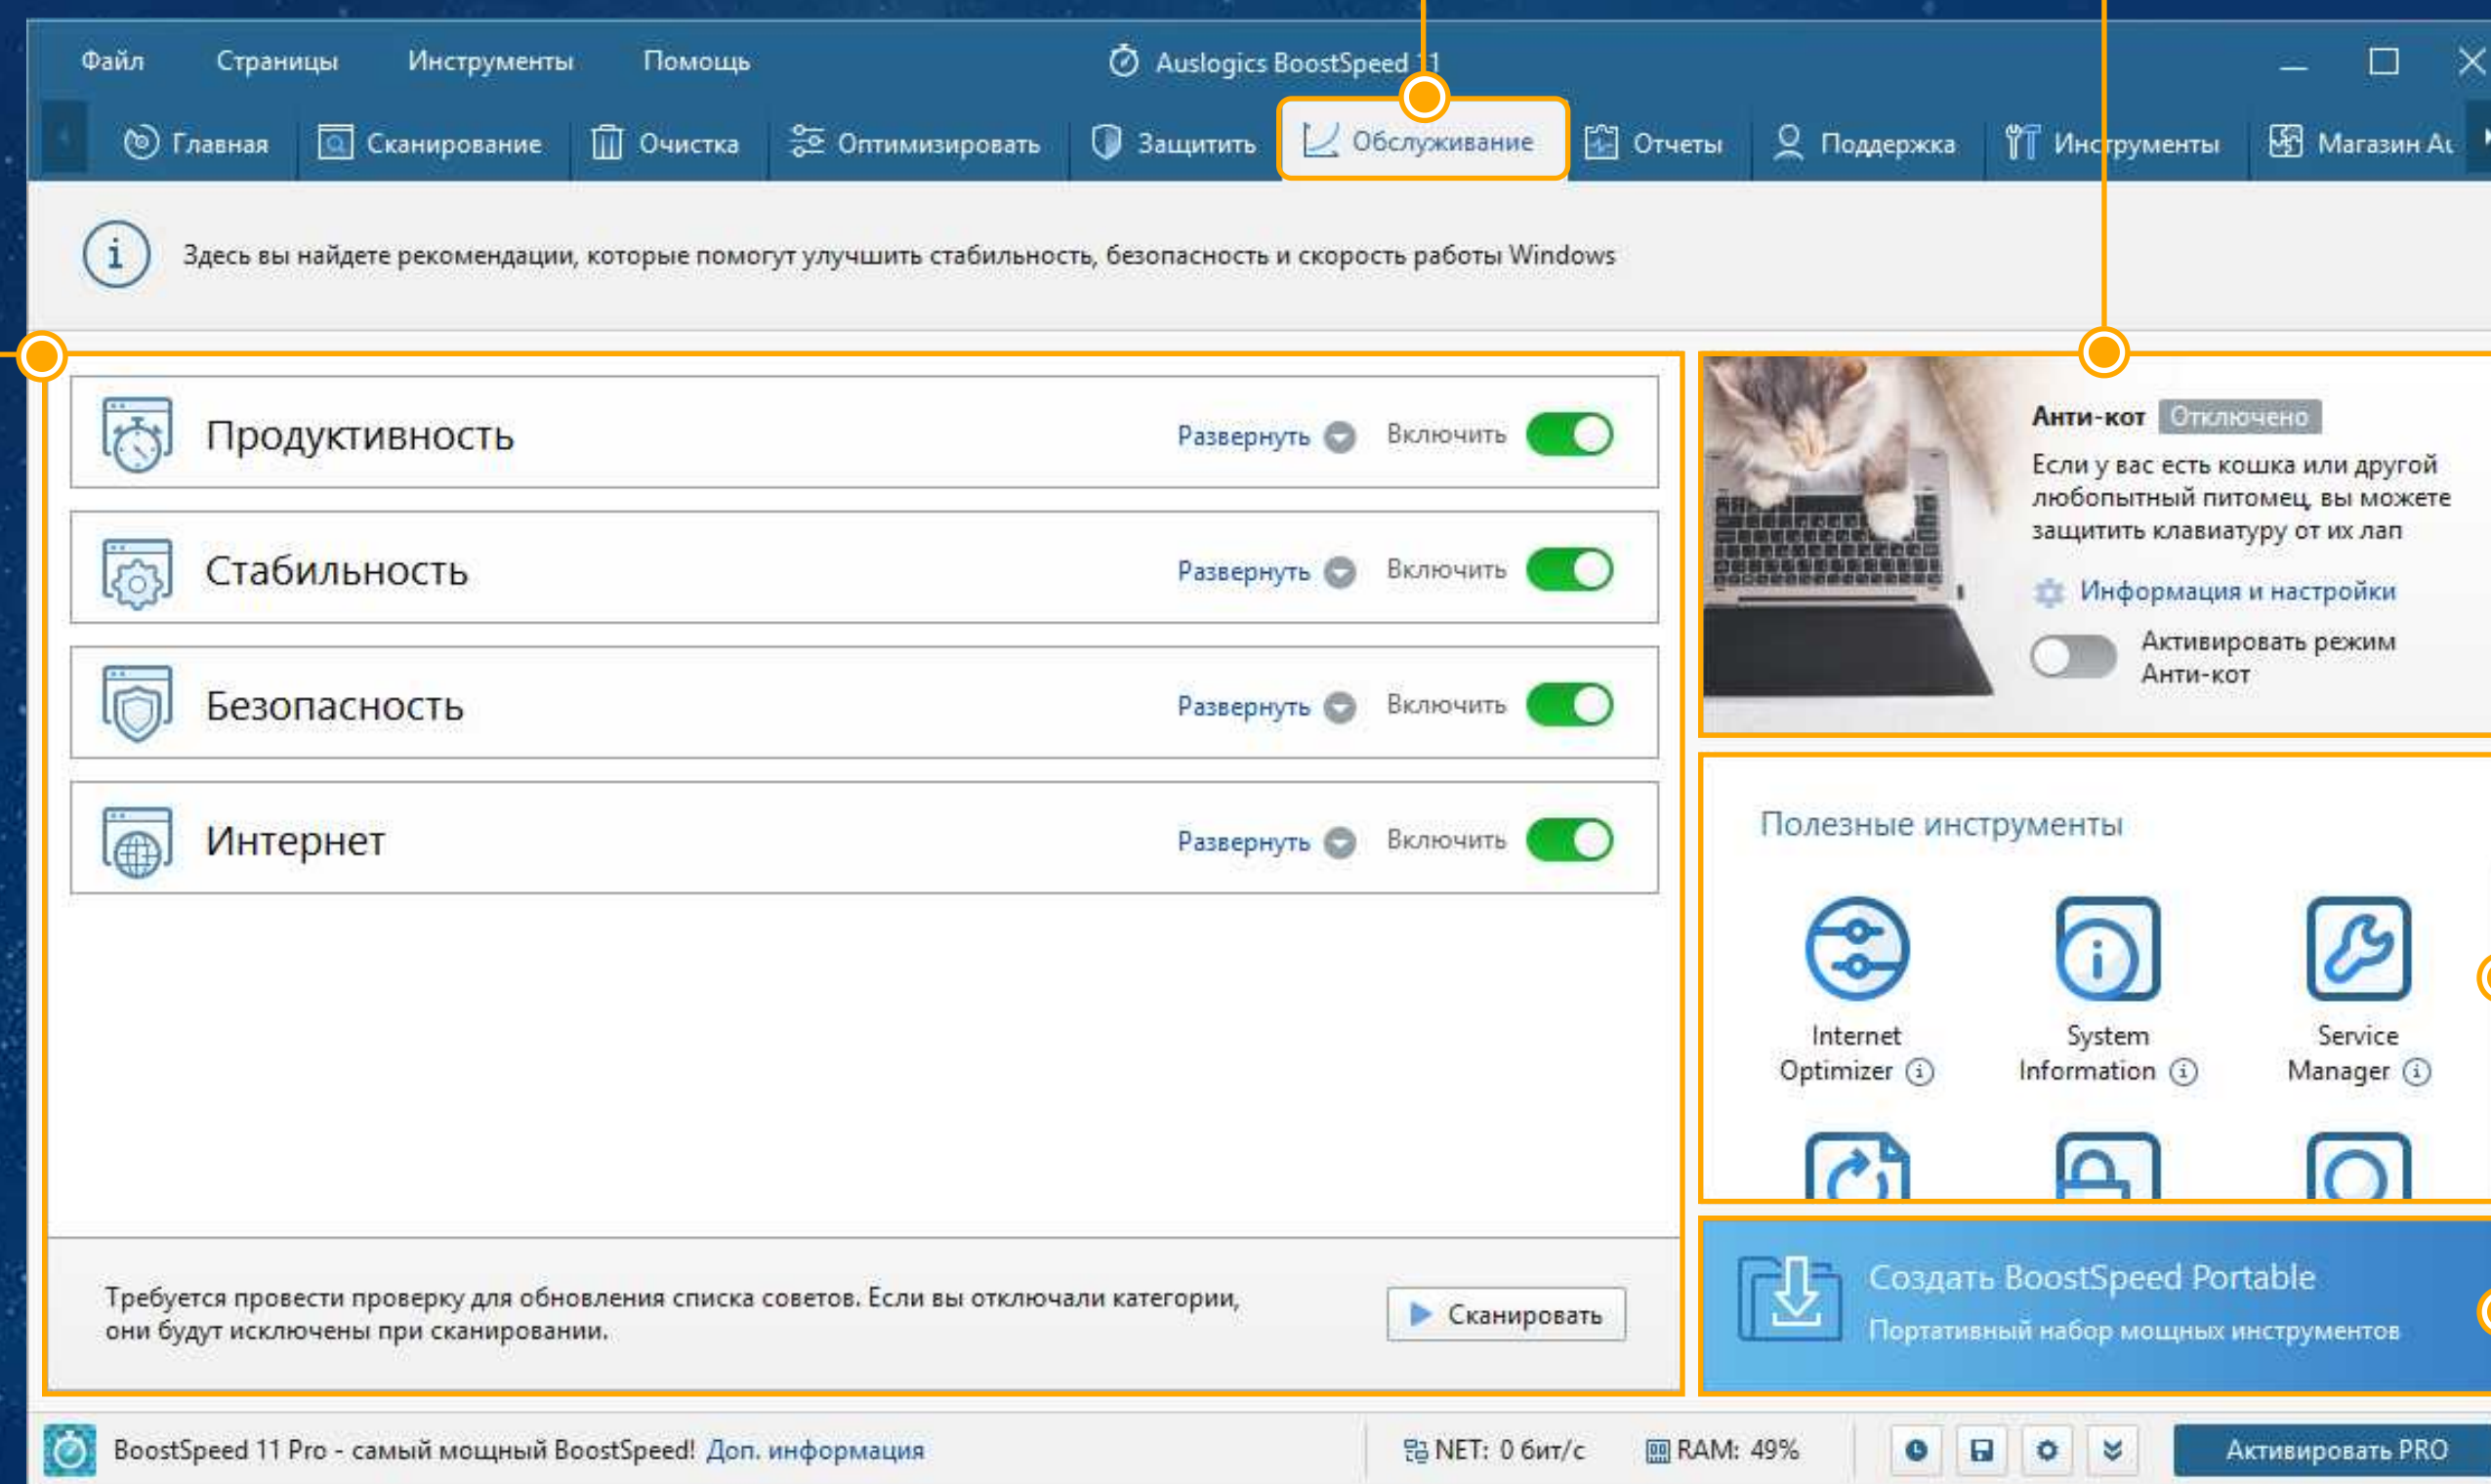 Файл Страницы Инструменты Помощь Auslogics BoostSpeed 11
Главная Сканирование Очистка Оптимизировать Защитить Обслуживание Отчеты Поддержка Инструменты Магазин Au
Здесь вы найдете рекомендации, которые помогут улучшить стабильность, безопасность и скорость работы Windows
Продуктивность Развернуть Включить
Стабильность Развернуть Включить
Безопасность Развернуть Включить
Интернет Развернуть Включить
Требуется провести проверку для обновления списка советов. Если вы отключали категории,
они будут исключены при сканировании.
Сканировать
Анти-кот Отключено
Если у вас есть кошка или другой
любопытный питомец, вы можете
защитить клавиатуру от их лап
Информация и настройки
Активировать режим
Анти-кот
Полезные инструменты
Internet
Optimizer
System
Information
Service
Manager
Создать BoostSpeed Portable
Портативный набор мощных инструментов
BoostSpeed 11 Pro - самый мощный BoostSpeed! Доп. информация NET: 0 бит/с RAM: 49% Активировать PRO